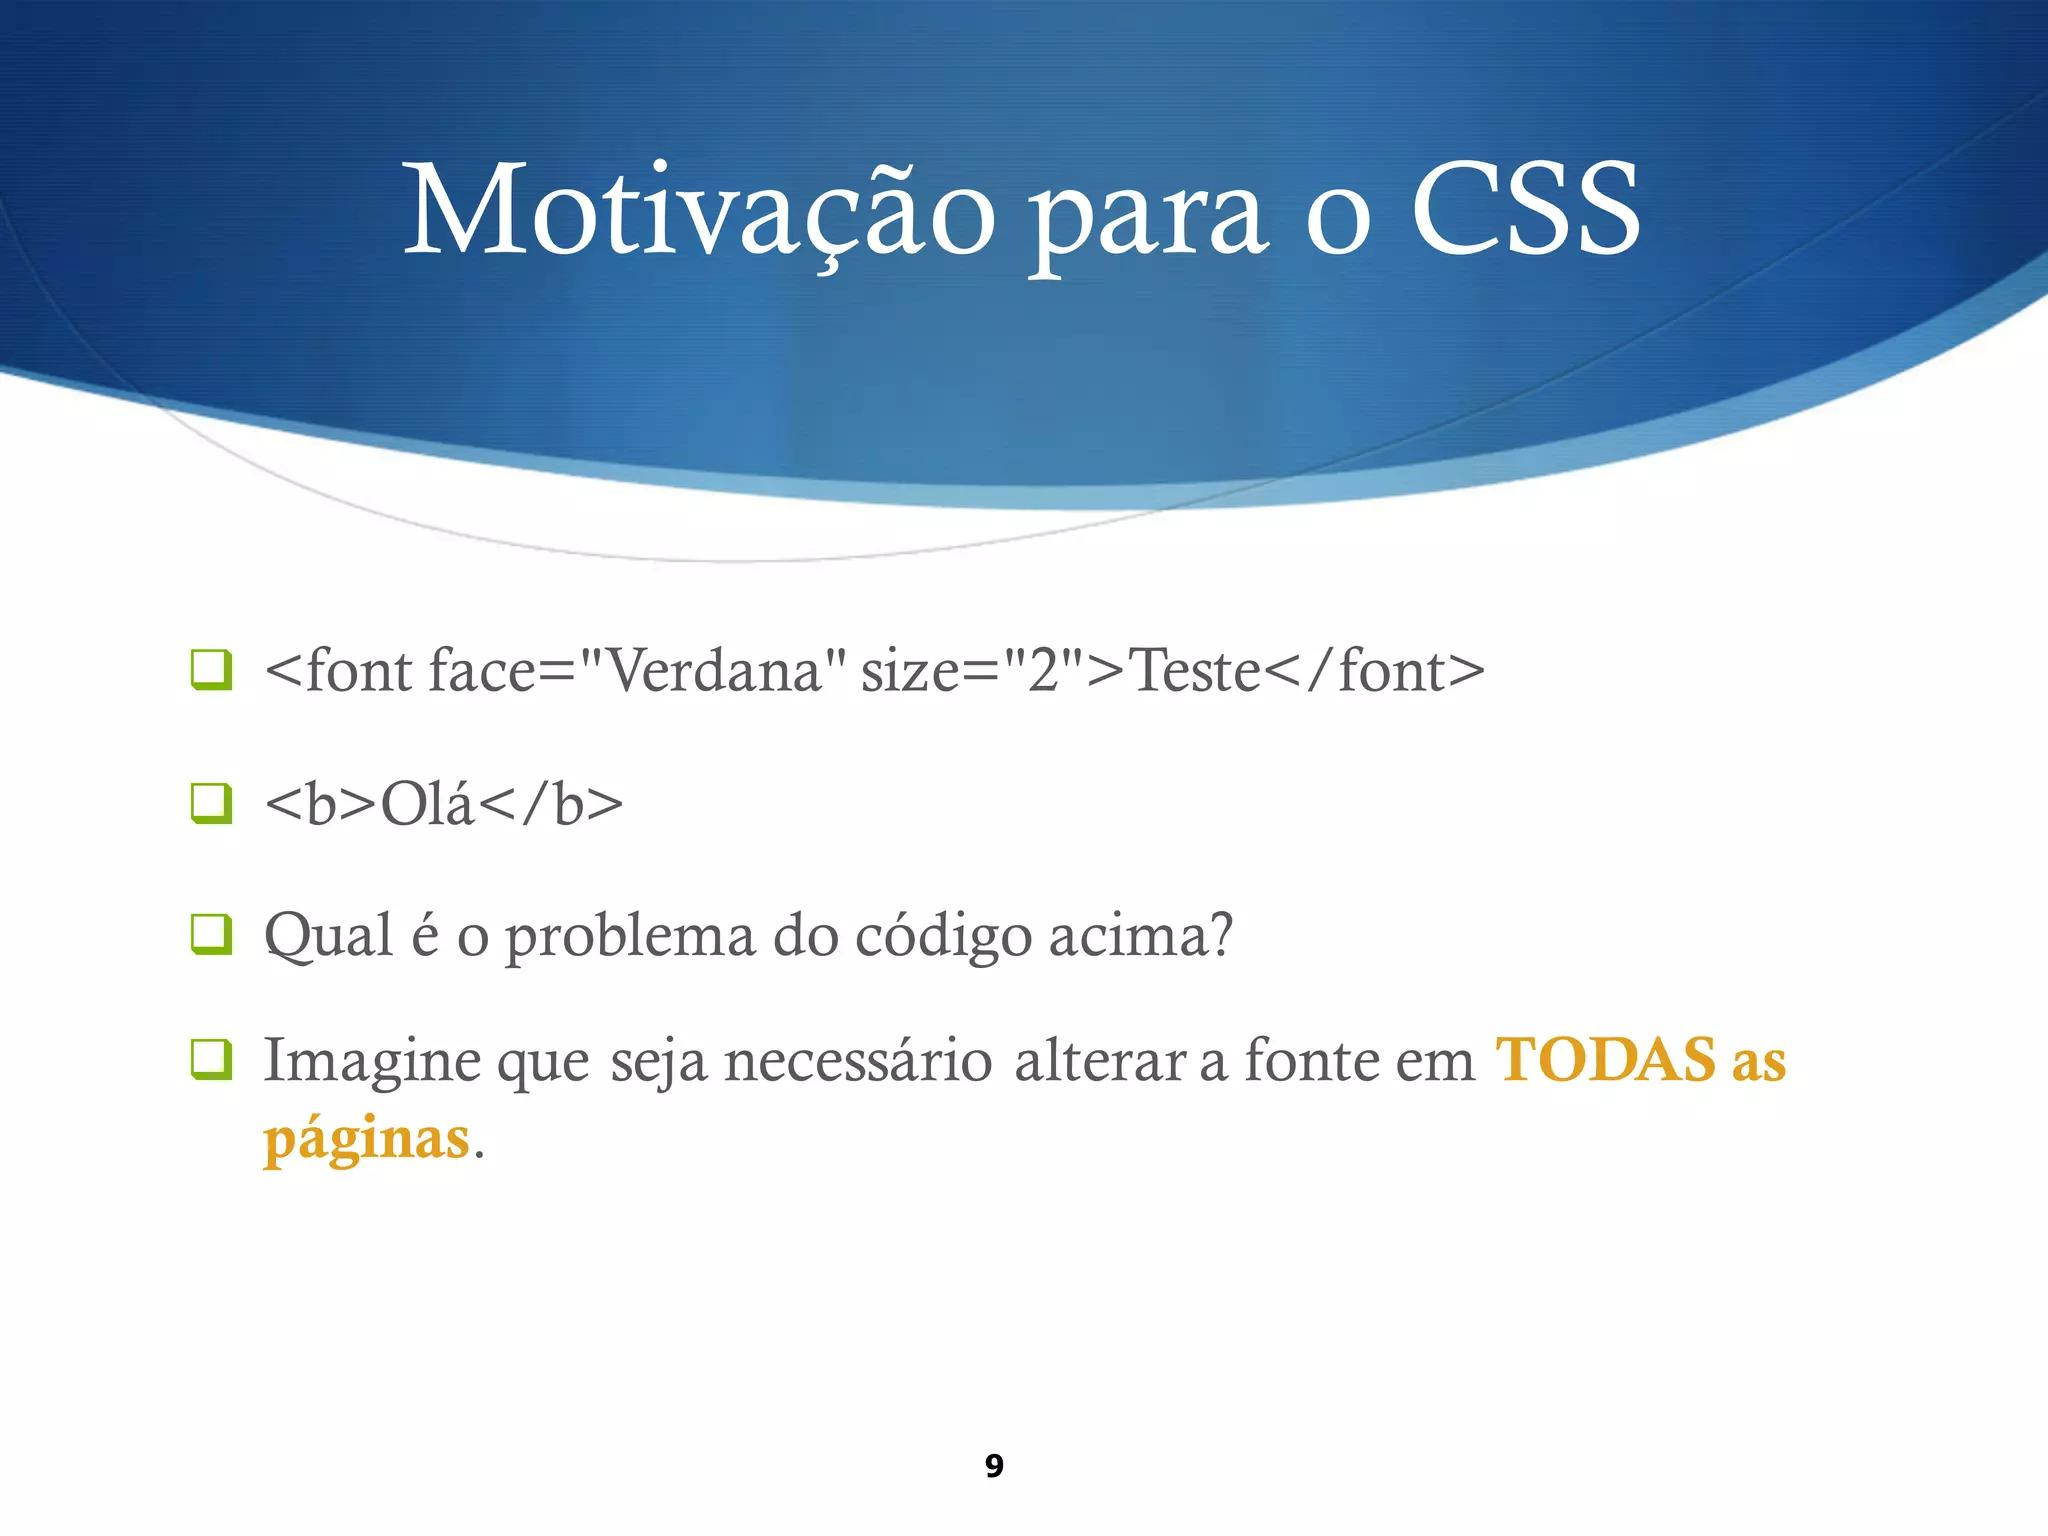 Motivação para o CSS
<font face="Verdana" size="2">Teste</font>
<b>Olá</b>
Qual é o problema do código acima?
Imagine que seja necessário alterar a fonte em TODAS as
páginas.
9